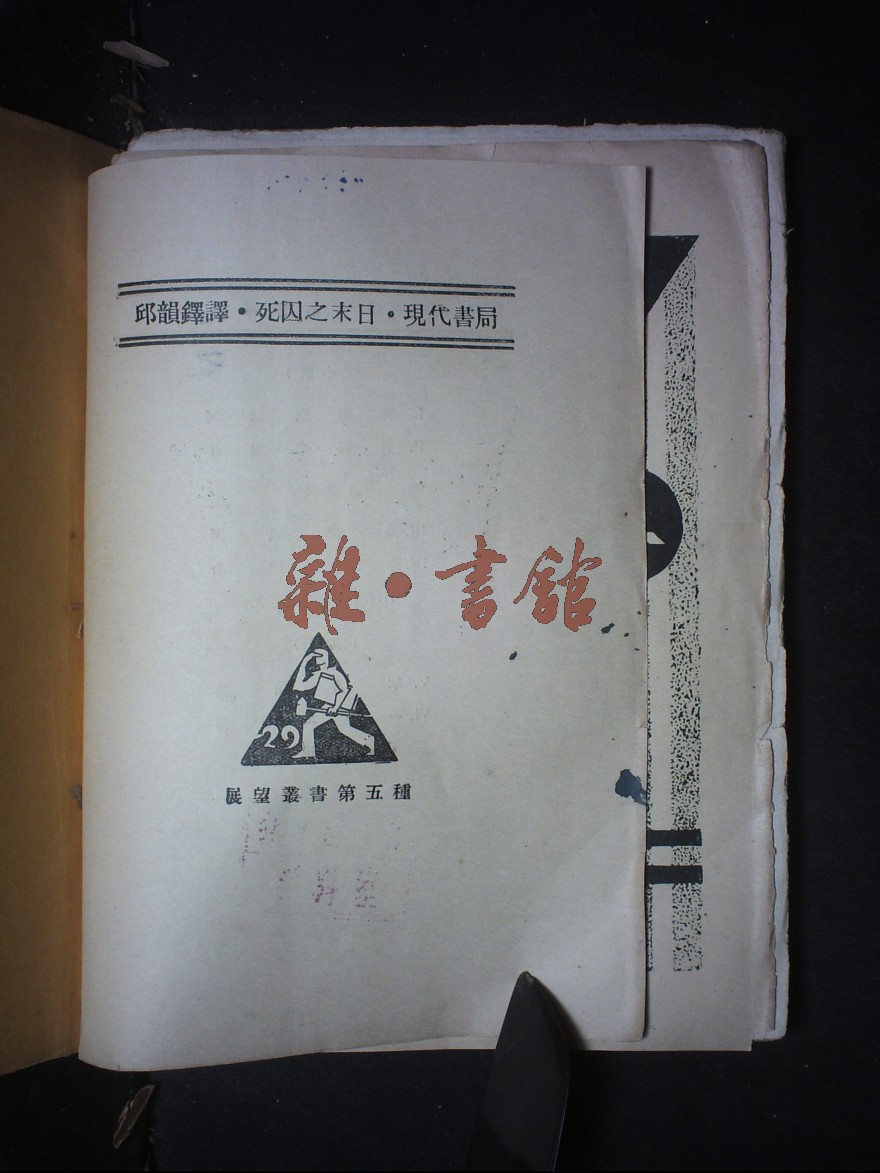 邱韻鐸譯・死囚之末日・現代書局
雜・書館
29
展望叢書第五種